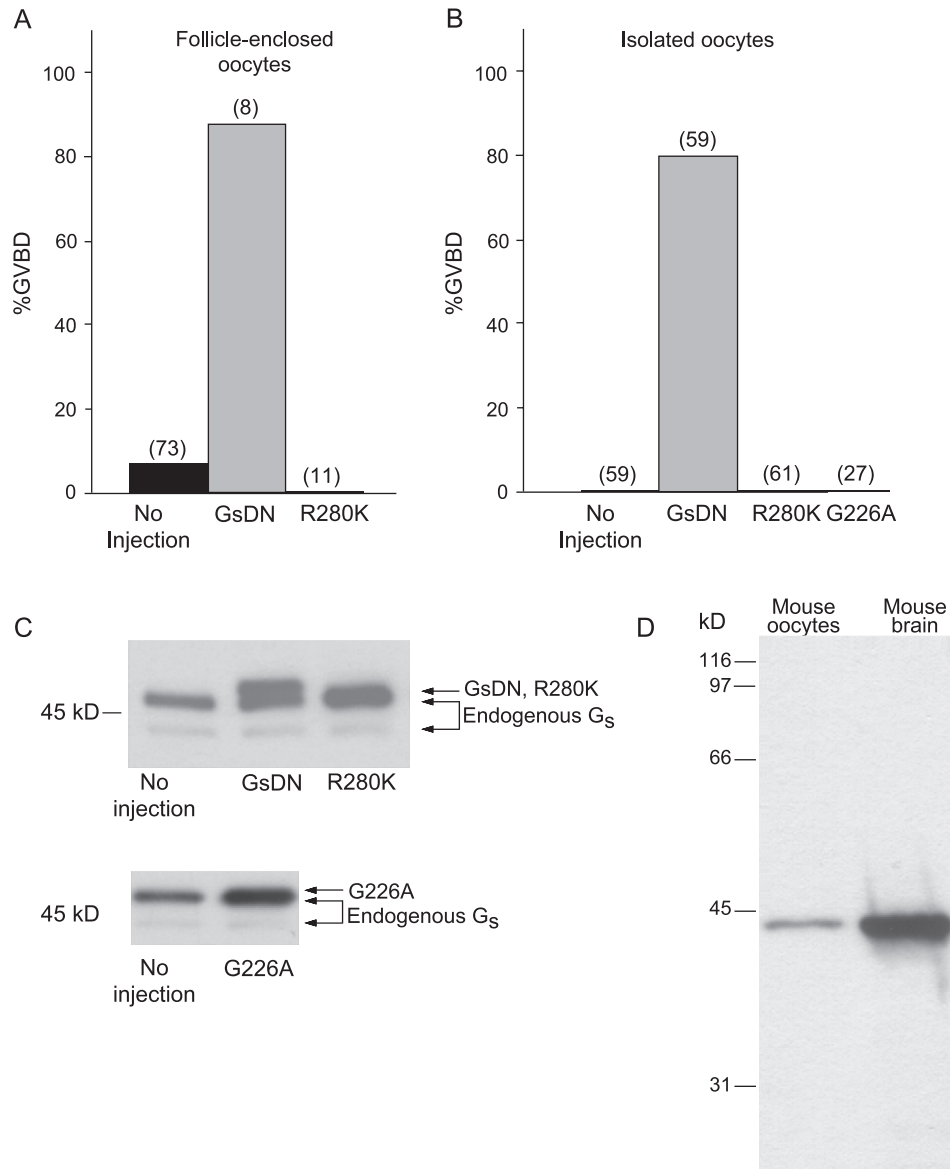 A
Follicle-enclosed
oocytes
%GVBD
100
80
60
40
20
0
(73)
(8)
(11)
No
Injection
GsDN
R280K
B
Isolated oocytes
%GVBD
100
80
60
40
20
0
(59)
(59)
(61)
(27)
No
Injection
GsDN
R280K
G226A
C
45 kD
GsDN, R280K
Endogenous Gs
No
injection
GsDN
R280K
45 kD
G226A
Endogenous Gs
No
injection
G226A
D
kD
Mouse
oocytes
Mouse
brain
116
97
66
45
31